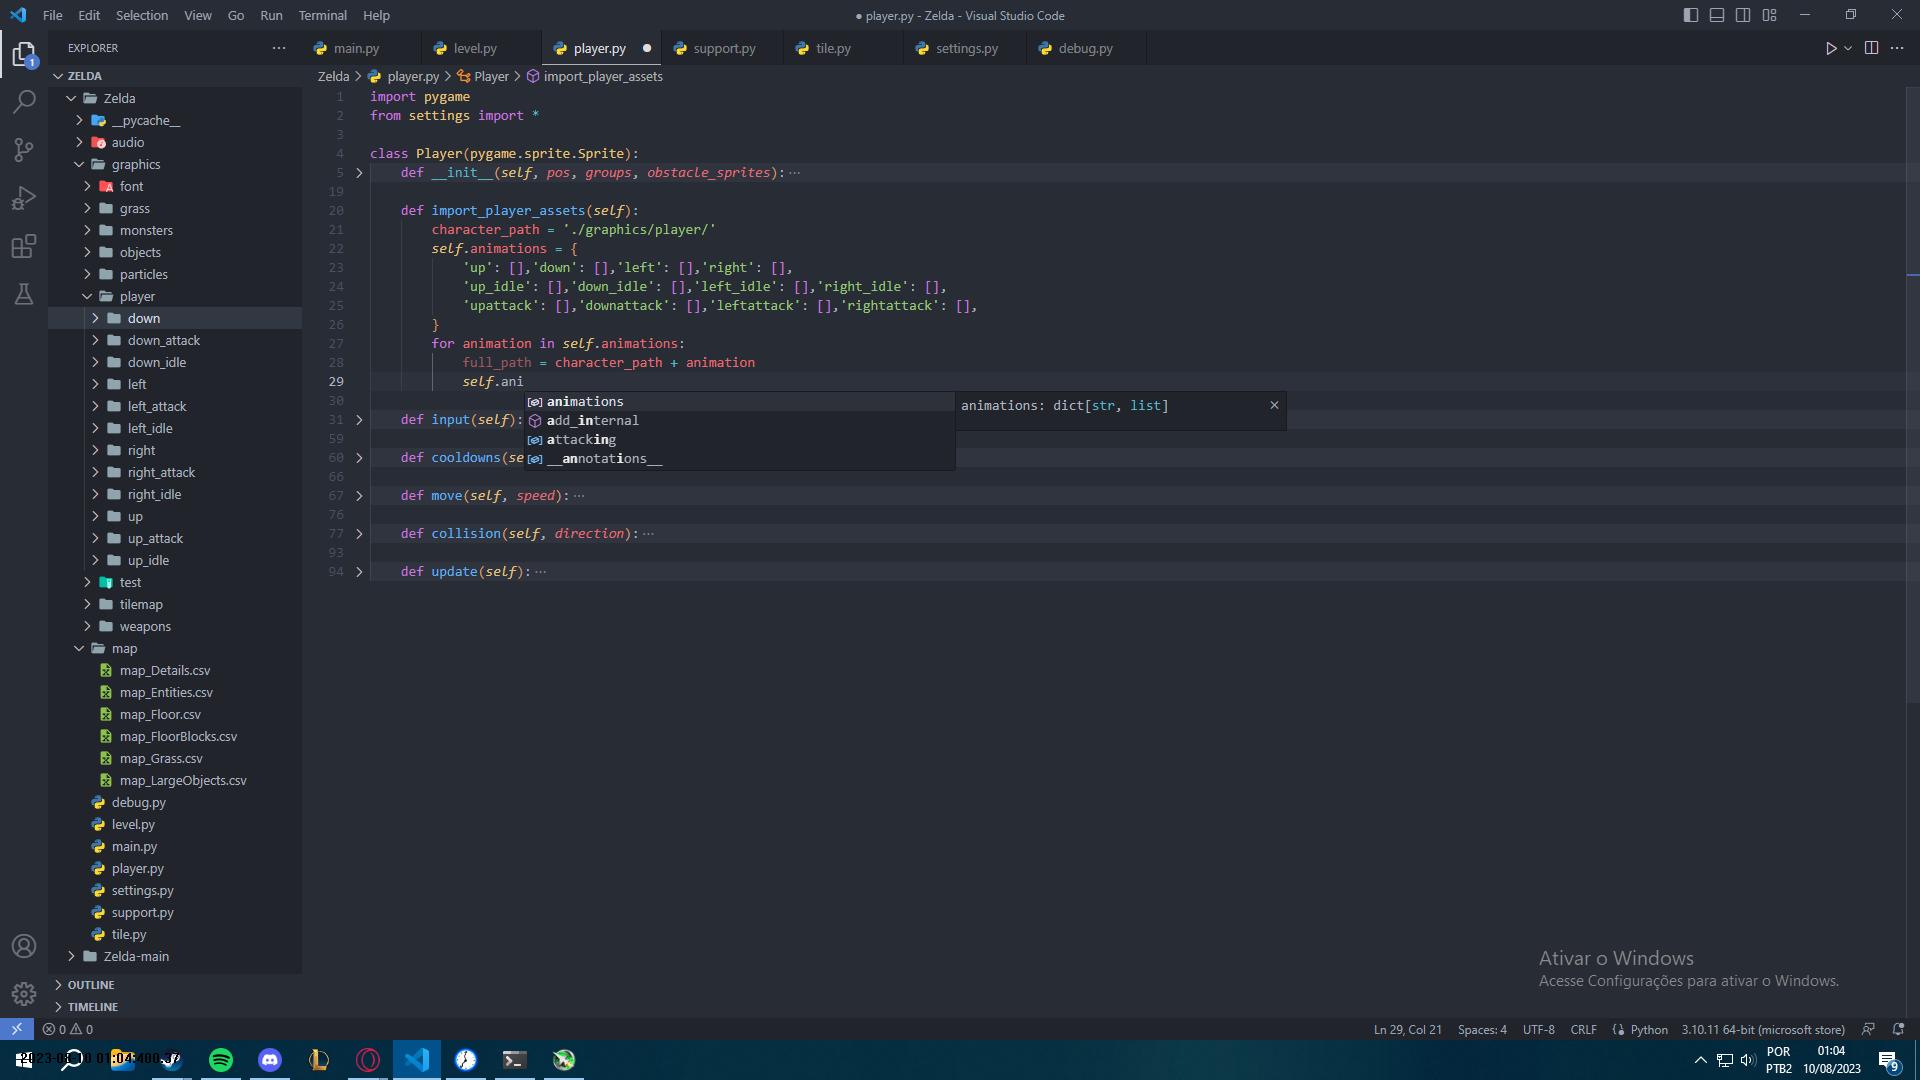 File Edit Selection View Go Run Terminal Help
● player.py - Zelda - Visual Studio Code
EXPLORER
main.py level.py player.py support.py tile.py settings.py debug.py
ZELDA
Zelda
__pycache__
audio
graphics
font
grass
monsters
objects
particles
player
down
down_attack
down_idle
left
left_attack
left_idle
right
right_attack
right_idle
up
up_attack
up_idle
test
tilemap
weapons
map
map_Details.csv
map_Entities.csv
map_Floor.csv
map_FloorBlocks.csv
map_Grass.csv
map_LargeObjects.csv
debug.py
level.py
main.py
player.py
settings.py
support.py
tile.py
Zelda-main
OUTLINE
TIMELINE
Zelda > player.py > Player > import_player_assets
1 import pygame
2 from settings import *
3
4 class Player(pygame.sprite.Sprite):
5 def __init__(self, pos, groups, obstacle_sprites):···
19
20 def import_player_assets(self):
21 character_path = './graphics/player/'
22 self.animations = {
23 'up': [],'down': [],'left': [],'right': [],
24 'up_idle': [],'down_idle': [],'left_idle': [],'right_idle': [],
25 'upattack': [],'downattack': [],'leftattack': [],'rightattack': [],
26 }
27 for animation in self.animations:
28 full_path = character_path + animation
29 self.ani
30
31 def input(self):
59
60 def cooldowns(se
66
67 def move(self, speed):···
76
77 def collision(self, direction):···
93
94 def update(self):···
animations
add_internal
attacking
__annotations__
animations: dict[str, list]
Ativar o Windows
Acesse Configurações para ativar o Windows.
0 0
Ln 29, Col 21 Spaces: 4 UTF-8 CRLF Python 3.10.11 64-bit (microsoft store)
1
POR
PTB2
01:04
10/08/2023
9